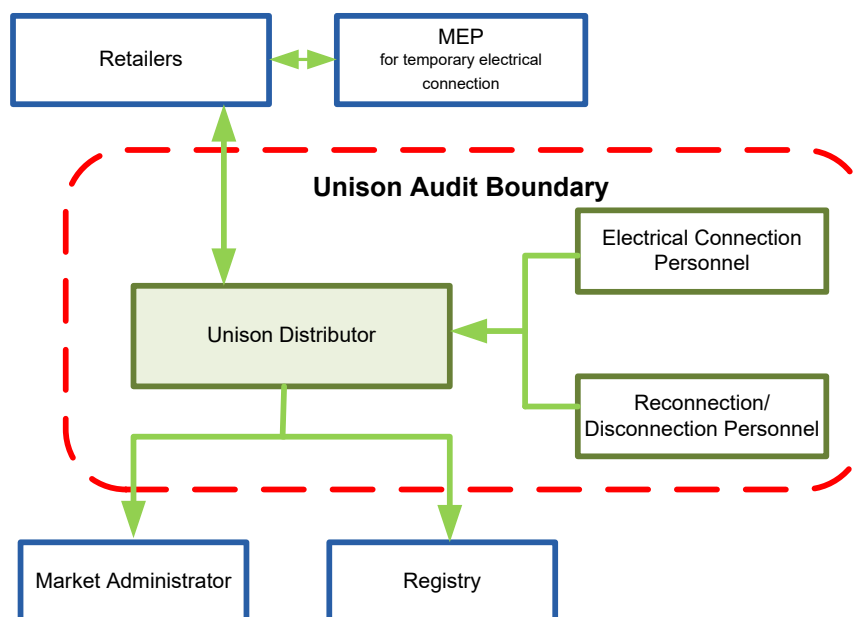 Retailers
MEP
for temporary electrical
connection
Unison Audit Boundary
Electrical Connection
Personnel
Unison Distributor
Reconnection/
Disconnection Personnel
Market Administrator
Registry